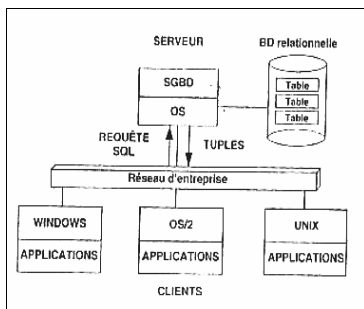 SERVEUR
BD relationnelle
SGBD
OS
Table
Table
Table
REQUÊTE
SQL
TUPLES
Réseau d'entreprise
WINDOWS
OS/2
UNIX
APPLICATIONS
APPLICATIONS
APPLICATIONS
CLIENTS